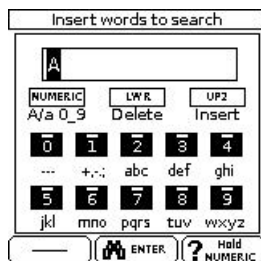 Insert words to search
A
NUMERIC LWR UP2
A/a 0_9 Delete Insert
0 1 2 3 4
--- +,-.; abc def ghi
5 6 7 8 9
jkl mno pqrs tuv wxyz
ENTER ? Hold NUMERIC